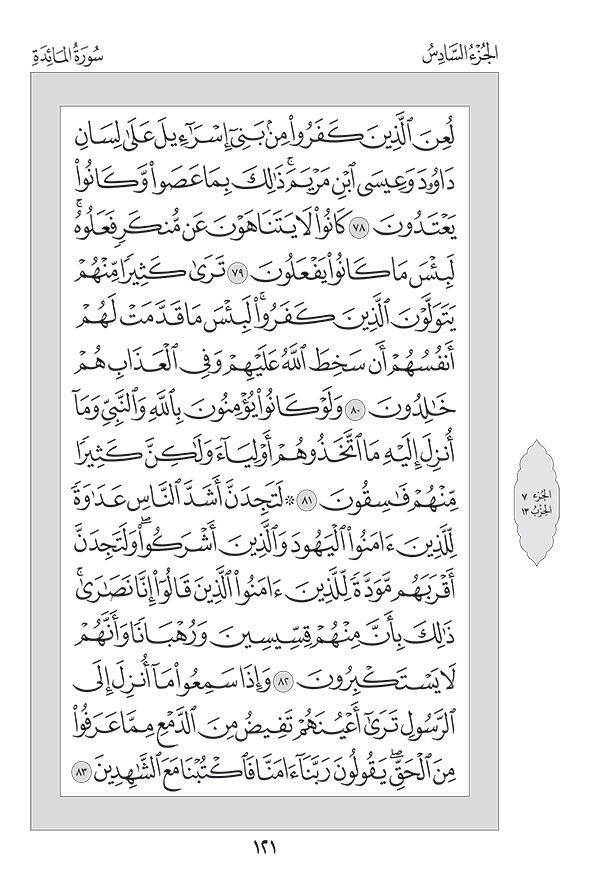 سُورَةُ المَائِدَةِ
الجُزْءُ السَّادِسُ
لُعِنَ ٱلَّذِينَ كَفَرُواْ مِنۢ بَنِيٓ إِسۡرَٰٓءِيلَ عَلَىٰ لِسَانِ
دَاوُۥدَ وَعِيسَى ٱبۡنِ مَرۡيَمَۚ ذَٰلِكَ بِمَا عَصَواْ وَّكَانُواْ
يَعۡتَدُونَ ٧٨ كَانُواْ لَا يَتَنَاهَوۡنَ عَن مُّنكَرٖ فَعَلُوهُۚ
لَبِئۡسَ مَا كَانُواْ يَفۡعَلُونَ ٧٩ تَرَىٰ كَثِيرٗا مِّنۡهُمۡ
يَتَوَلَّوۡنَ ٱلَّذِينَ كَفَرُواْۚ لَبِئۡسَ مَا قَدَّمَتۡ لَهُمۡ
أَنفُسُهُمۡ أَن سَخِطَ ٱللَّهُ عَلَيۡهِمۡ وَفِي ٱلۡعَذَابِ هُمۡ
خَٰلِدُونَ ٨٠ وَلَوۡ كَانُواْ يُؤۡمِنُونَ بِٱللَّهِ وَٱلنَّبِيِّ وَمَآ
أُنزِلَ إِلَيۡهِ مَا ٱتَّخَذُوهُمۡ أَوۡلِيَآءَ وَلَٰكِنَّ كَثِيرٗا
مِّنۡهُمۡ فَٰسِقُونَ ٨١ ۞ لَتَجِدَنَّ أَشَدَّ ٱلنَّاسِ عَدَٰوَةٗ
لِّلَّذِينَ ءَامَنُواْ ٱلۡيَهُودَ وَٱلَّذِينَ أَشۡرَكُواْۖ وَلَتَجِدَنَّ
أَقۡرَبَهُم مَّوَدَّةٗ لِّلَّذِينَ ءَامَنُواْ ٱلَّذِينَ قَالُوٓاْ إِنَّا نَصَٰرَىٰۚ
ذَٰلِكَ بِأَنَّ مِنۡهُمۡ قِسِّيسِينَ وَرُهۡبَانٗا وَأَنَّهُمۡ
لَا يَسۡتَكۡبِرُونَ ٨٢ وَإِذَا سَمِعُواْ مَآ أُنزِلَ إِلَى
ٱلرَّسُولِ تَرَىٰٓ أَعۡيُنَهُمۡ تَفِيضُ مِنَ ٱلدَّمۡعِ مِمَّا عَرَفُواْ
مِنَ ٱلۡحَقِّۖ يَقُولُونَ رَبَّنَآ ءَامَنَّا فَٱكۡتُبۡنَا مَعَ ٱلشَّٰهِدِينَ ٨٣
الجزء ٧
الحزب ١٣
١٢١